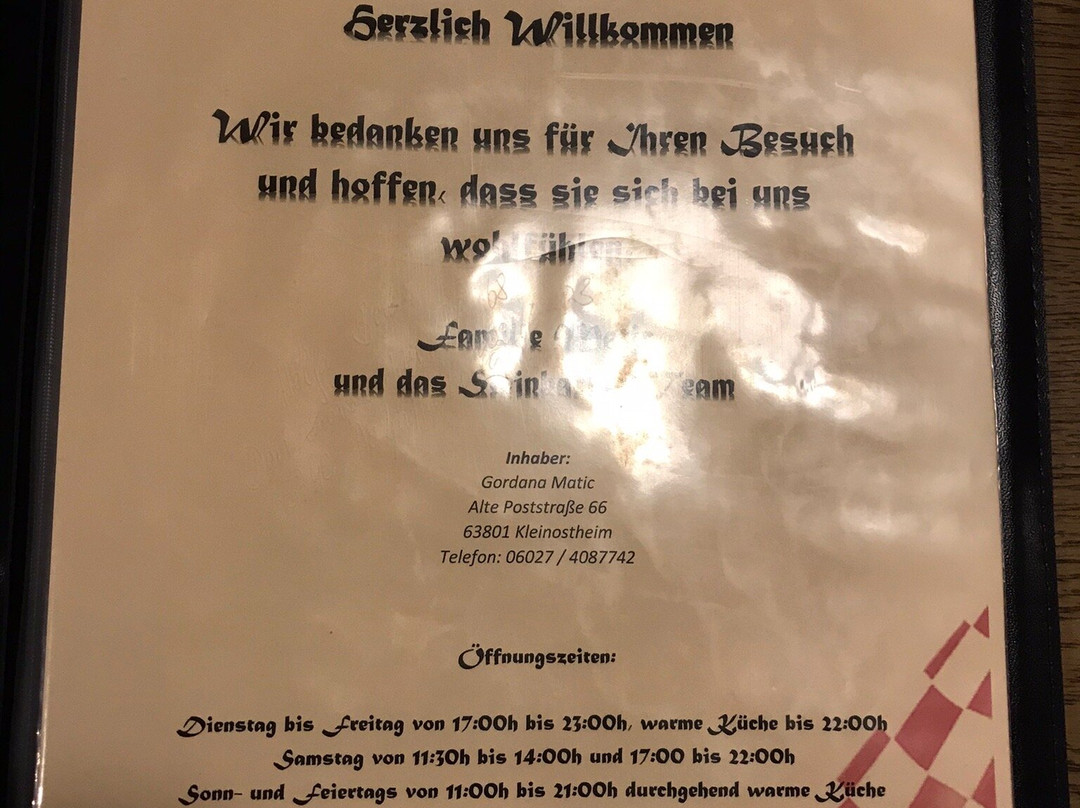 Herzlich Willkommen
Wir bedanken uns für Ihren Besuch
und hoffen, dass sie sich bei uns
wohlfühlen
Familie
und das Team
Inhaber:
Gordana Matic
Alte Poststraße 66
63801 Kleinostheim
Telefon: 06027 / 4087742
Öffnungszeiten:
Dienstag bis Freitag von 17:00h bis 23:00h, warme Küche bis 22:00h
Samstag von 11:30h bis 14:00h und 17:00 bis 22:00h
Sonn- und Feiertags von 11:00h bis 21:00h durchgehend warme Küche